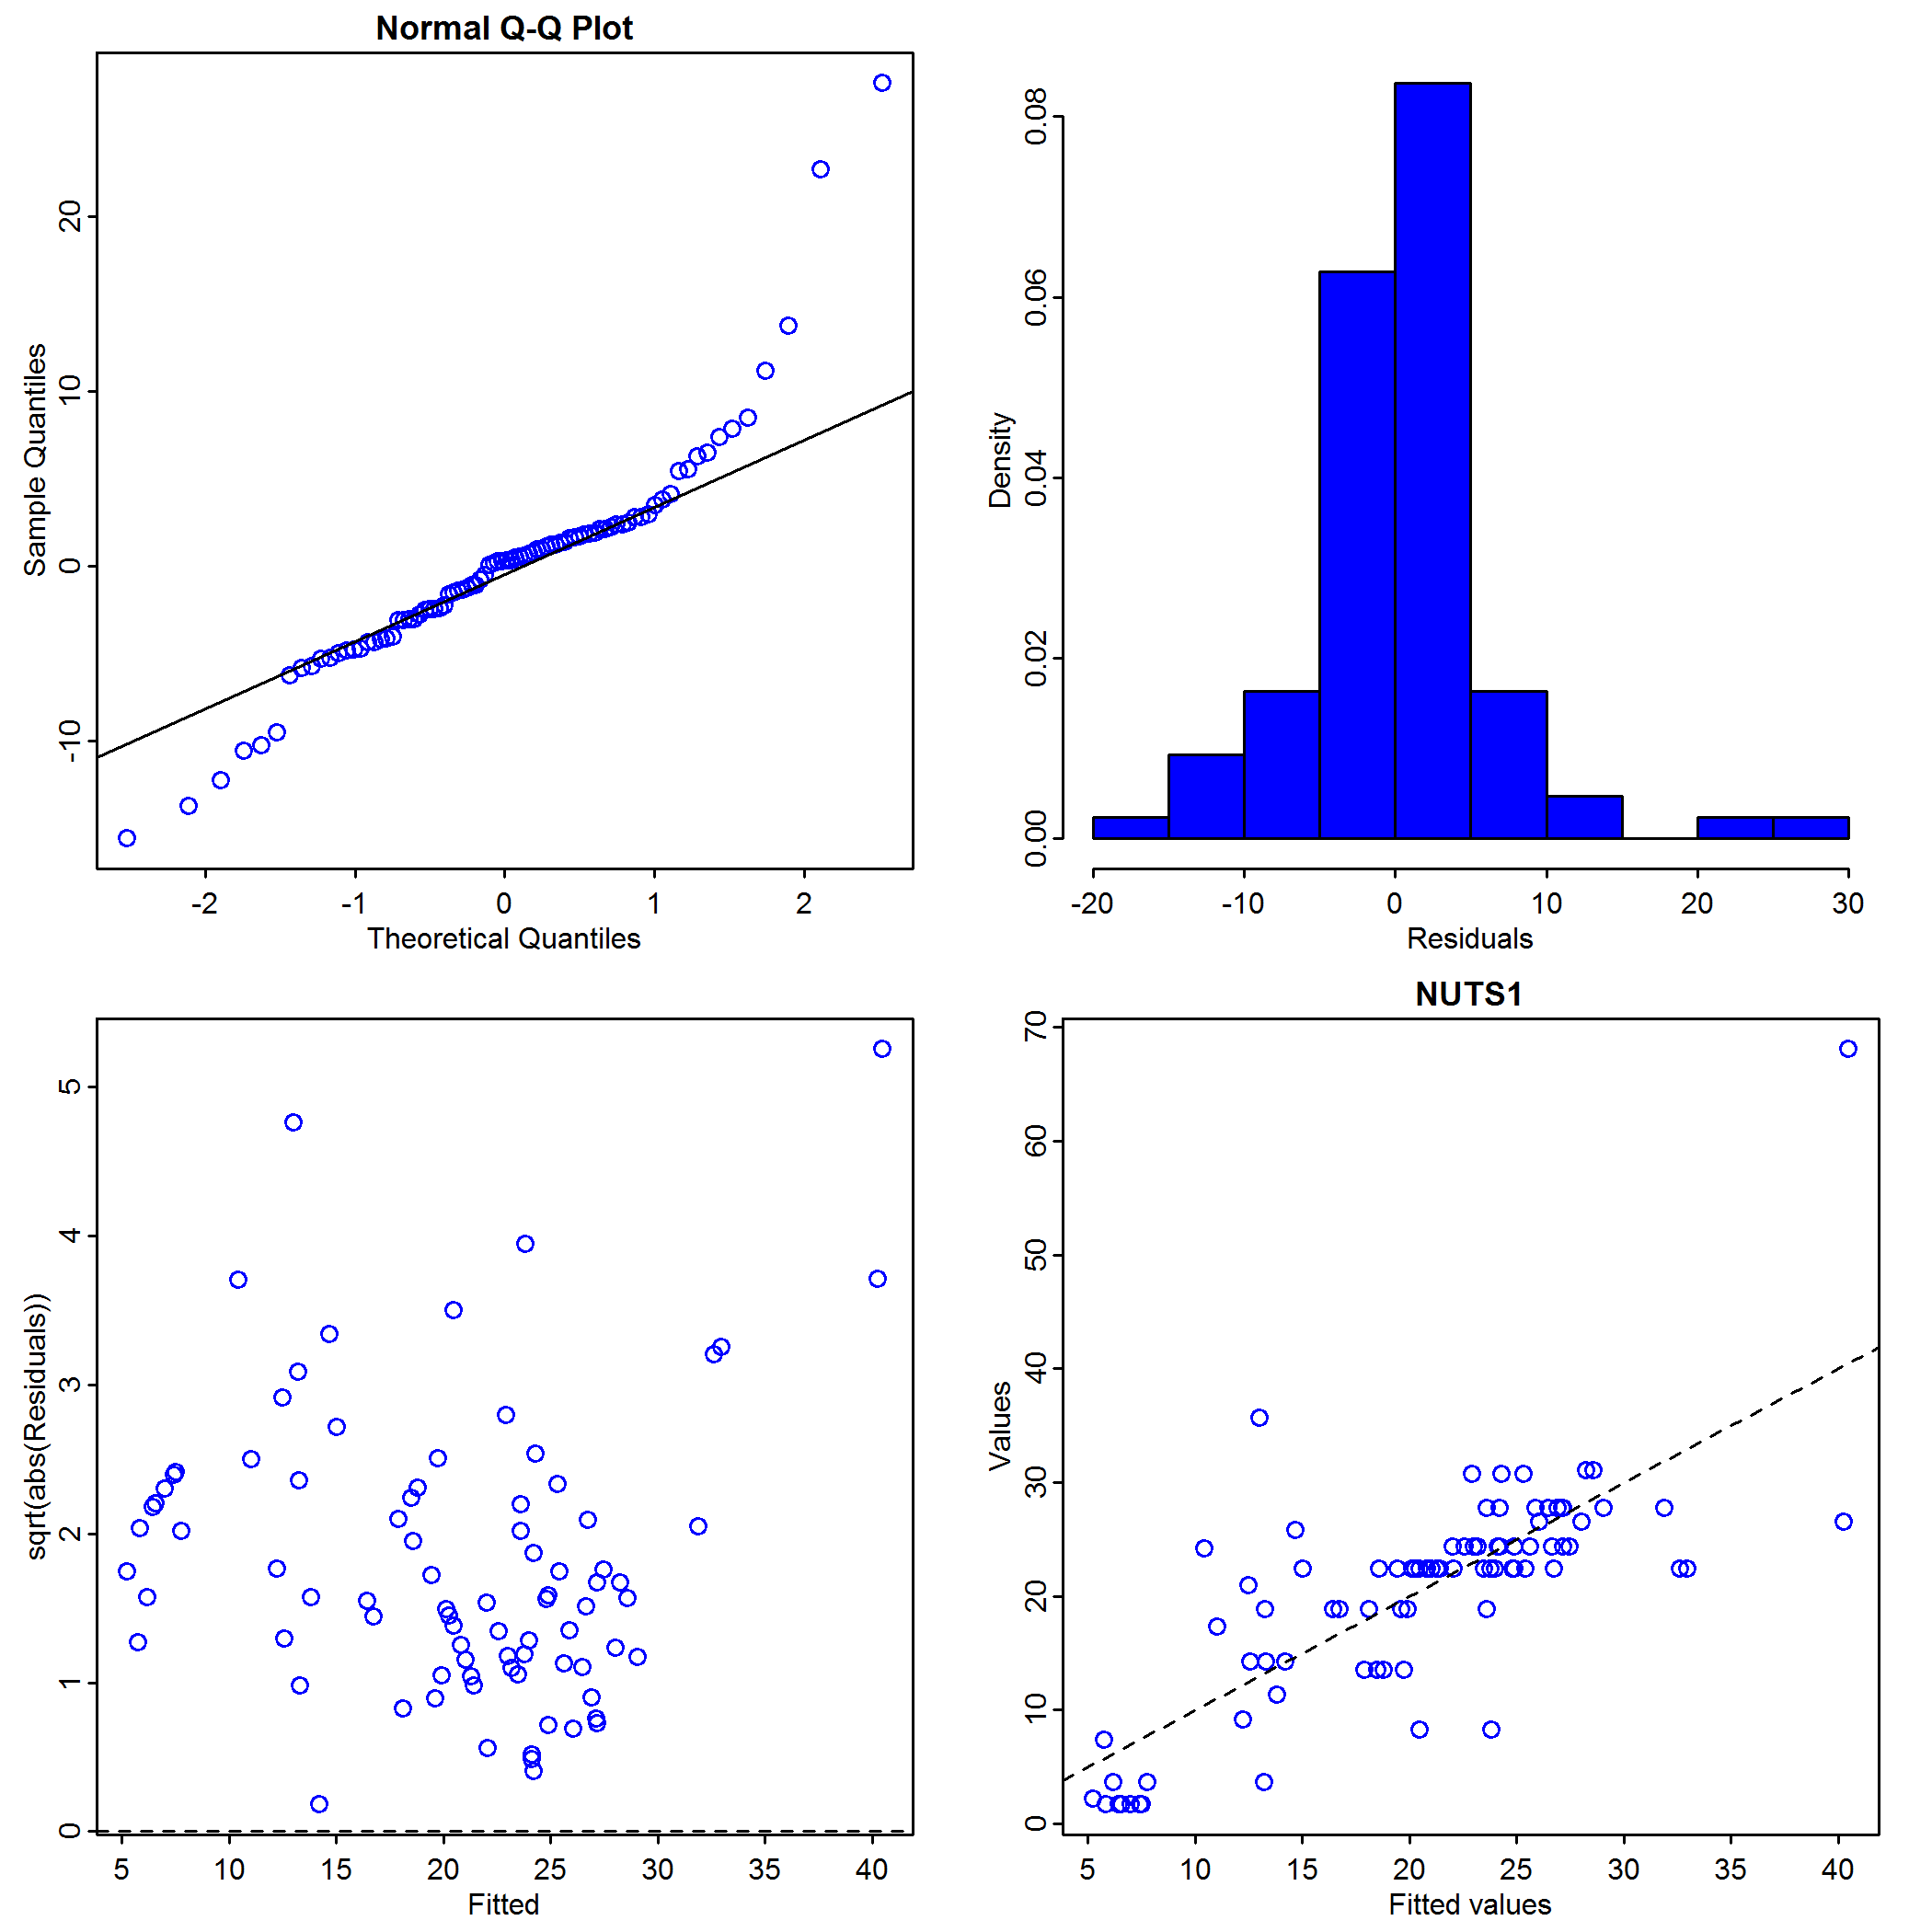 Normal Q-Q Plot
Sample Quantiles
-10 0 10 20
-2 -1 0 1 2
Theoretical Quantiles
Density
0.00 0.02 0.04 0.06 0.08
-20 -10 0 10 20 30
Residuals
sqrt(abs(Residuals))
0 1 2 3 4 5
5 10 15 20 25 30 35 40
Fitted
NUTS1
Values
0 10 20 30 40 50 60 70
5 10 15 20 25 30 35 40
Fitted values